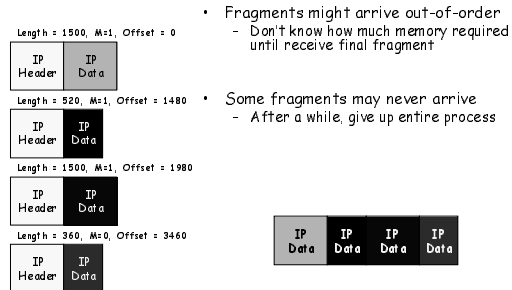 Length = 1500, M=1, Offset = 0
IP Header
IP Data
Length = 520, M=1, Offset = 1480
IP Header
IP Data
Length = 1500, M=1, Offset = 1980
IP Header
IP Data
Length = 360, M=0, Offset = 3460
IP Header
IP Data
• Fragments might arrive out-of-order
– Don't know how much memory required
until receive final fragment
• Some fragments may never arrive
– After a while, give up entire process
IP Data
IP Data
IP Data
IP Data